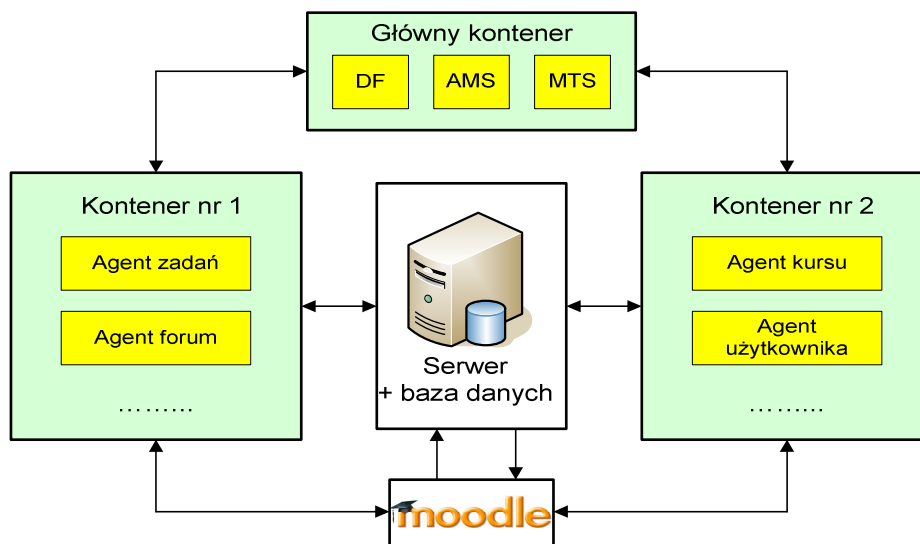 Główny kontener
DF
AMS
MTS
Kontener nr 1
Agent zadań
Agent forum
………...
Serwer
+ baza danych
Kontener nr 2
Agent kursu
Agent
użytkownika
………...
moodle